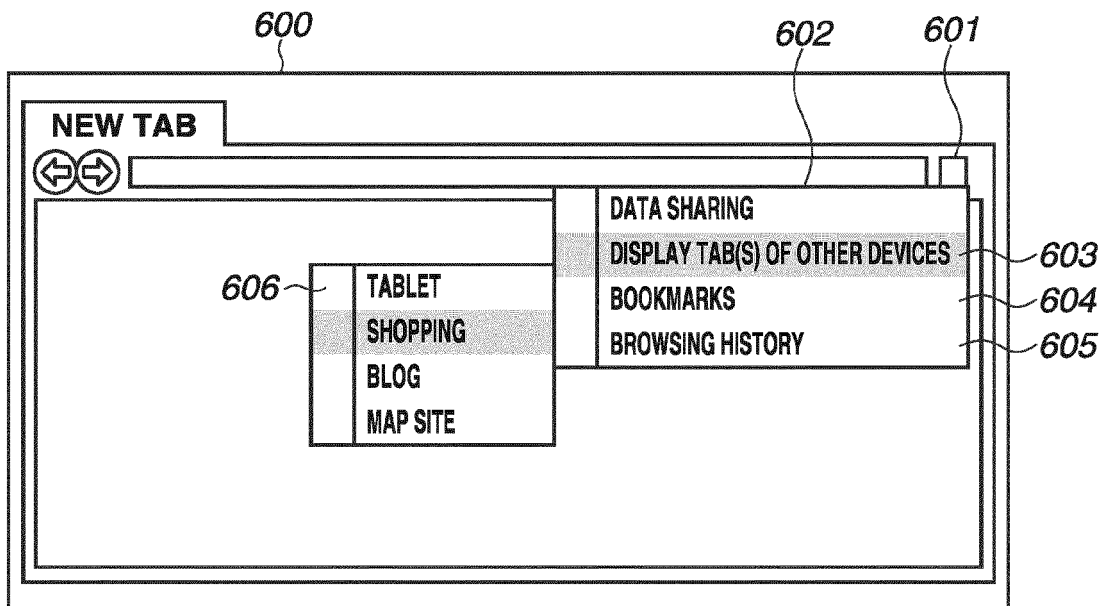 600
602
601
NEW TAB
DATA SHARING
DISPLAY TAB(S) OF OTHER DEVICES
603
606
TABLET
BOOKMARKS
604
SHOPPING
BROWSING HISTORY
605
BLOG
MAP SITE